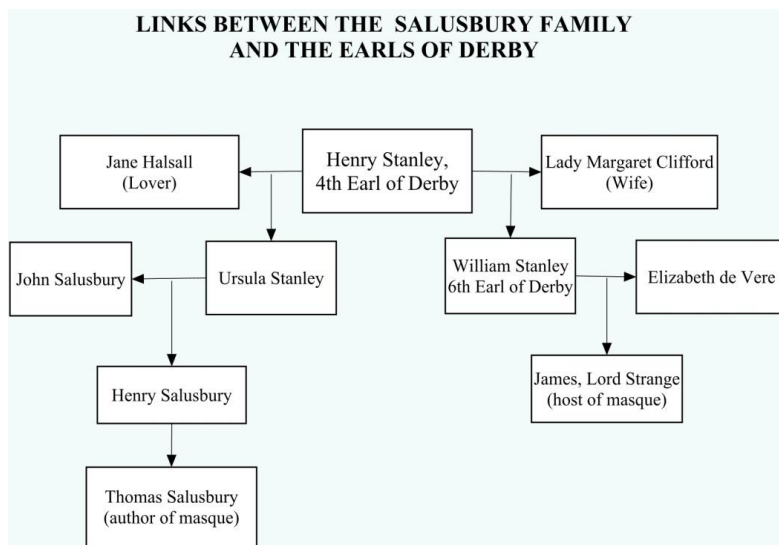 LINKS BETWEEN THE SALUSBURY FAMILY
AND THE EARLS OF DERBY
Jane Halsall
(Lover)
Henry Stanley,
4th Earl of Derby
Lady Margaret Clifford
(Wife)
John Salusbury
Ursula Stanley
William Stanley
6th Earl of Derby
Elizabeth de Vere
Henry Salusbury
James, Lord Strange
(host of masque)
Thomas Salusbury
(author of masque)